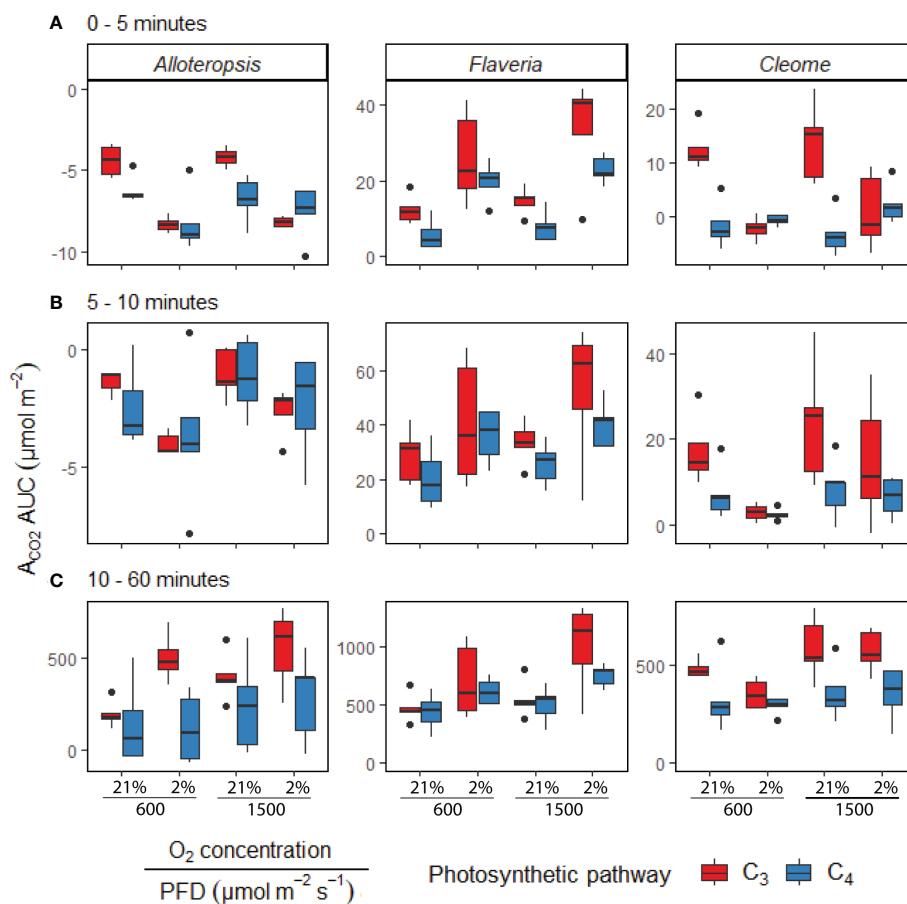 A 0 - 5 minutes
Alloteropsis Flaveria Cleome
0
-5
-10
40
20
0
20
10
0
B 5 - 10 minutes
0
-5
60
40
20
0
40
20
0
C 10 - 60 minutes
500
0
1000
500
0
500
0
A_CO2 AUC (µmol m⁻²)
21% 2% 21% 2% 21% 2% 21% 2% 21% 2% 21% 2%
600 1500 600 1500 600 1500
O₂ concentration
PFD (µmol m⁻² s⁻¹)
Photosynthetic pathway C₃ C₄